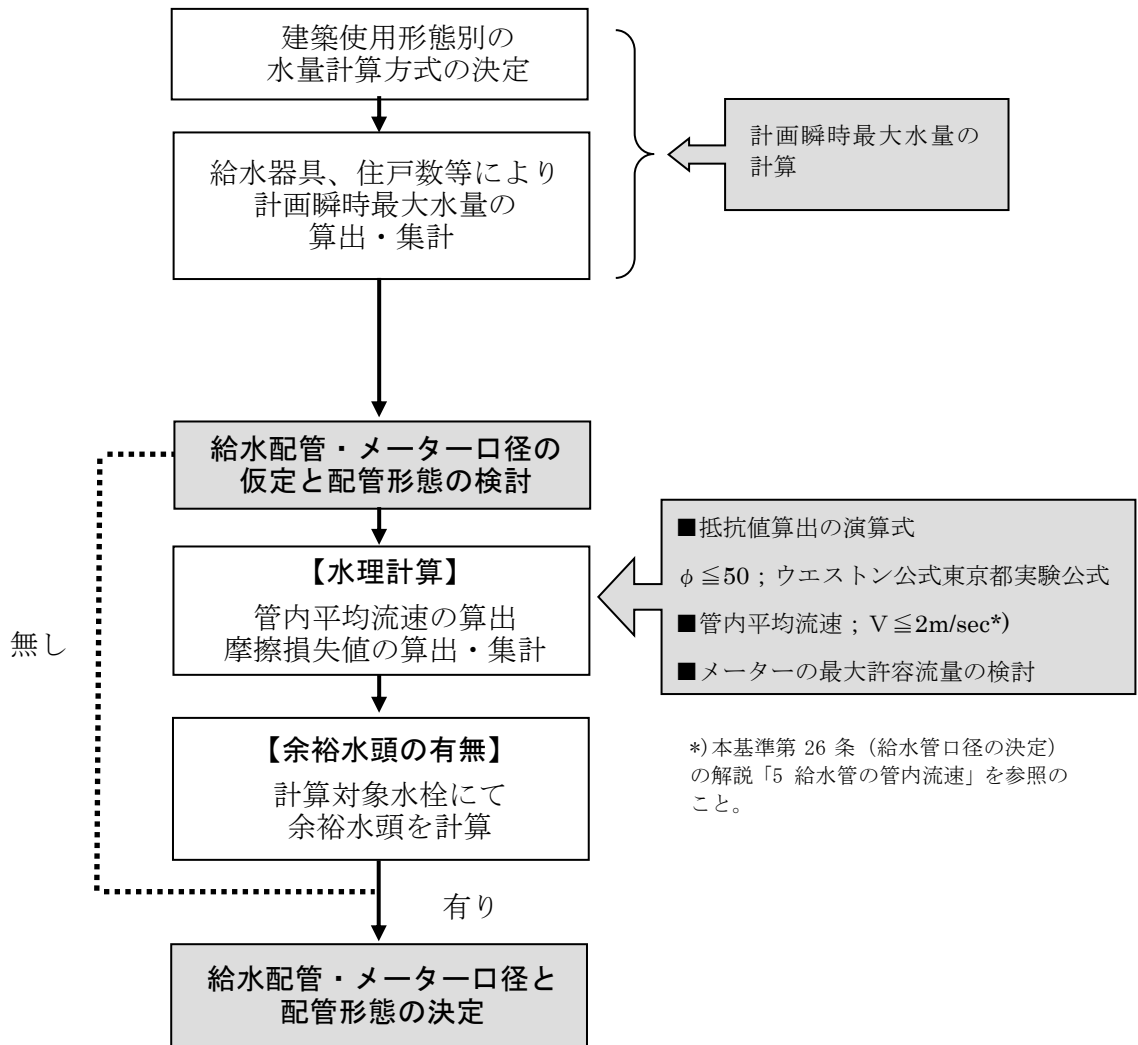 建築使用形態別の
水量計算方式の決定
計画瞬時最大水量の
計算
給水器具、住戸数等により
計画瞬時最大水量の
算出・集計
給水配管・メーター口径の
仮定と配管形態の検討
【水理計算】
管内平均流速の算出
摩擦損失値の算出・集計
■抵抗値算出の演算式
φ≦50；ウエストン公式東京都実験公式
■管内平均流速；V≦2m/sec*)
■メーターの最大許容流量の検討
*)本基準第 26 条（給水管口径の決定）
の解説「5 給水管の管内流速」を参照の
こと。
無し
【余裕水頭の有無】
計算対象水栓にて
余裕水頭を計算
有り
給水配管・メーター口径と
配管形態の決定